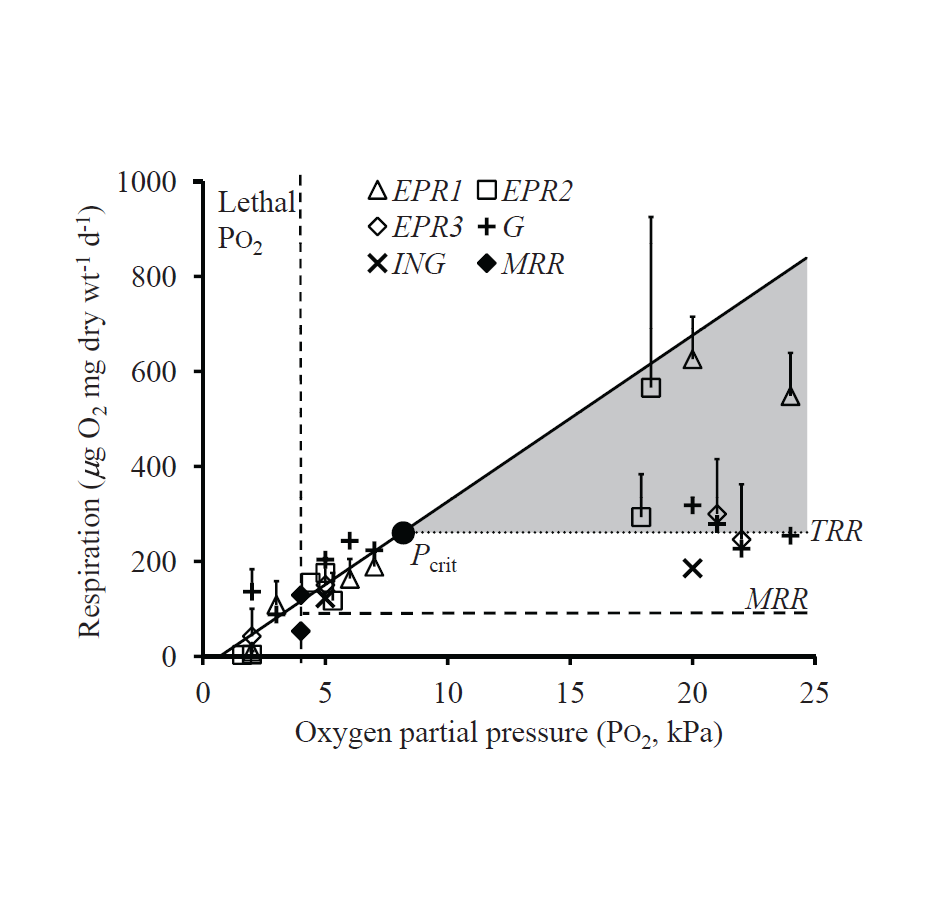 1000
800
600
400
200
0
Respiration (μg O₂ mg dry wt⁻¹ d⁻¹)
Lethal
PO₂
EPR1
EPR2
EPR3
G
ING
MRR
TRR
Pcrit
MRR
0 5 10 15 20 25
Oxygen partial pressure (PO₂, kPa)